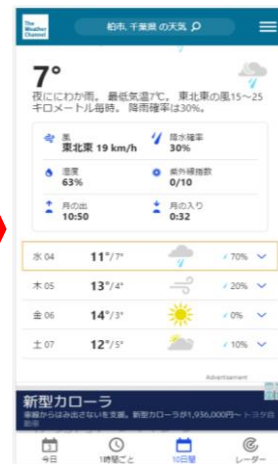 The Weather Channel
柏市, 千葉県 の天気
7°
夜ににわか雨。 最低気温7℃。 東北東の風15～25
キロメートル毎時。 降雨確率は30%。
風
東北東 19 km/h
降水確率
30%
湿度
63%
紫外線指数
0/10
月の出
10:50
月の入り
0:32
水 04 11°/7° 70%
木 05 13°/4° 20%
金 06 14°/3° 0%
土 07 12°/5° 10%
Advertisement
新型カローラ
車線からはみ出さないを支援。新型カローラが1,936,000円～ トヨタ自
動車
今日 1時間ごと 10日間 レーダー